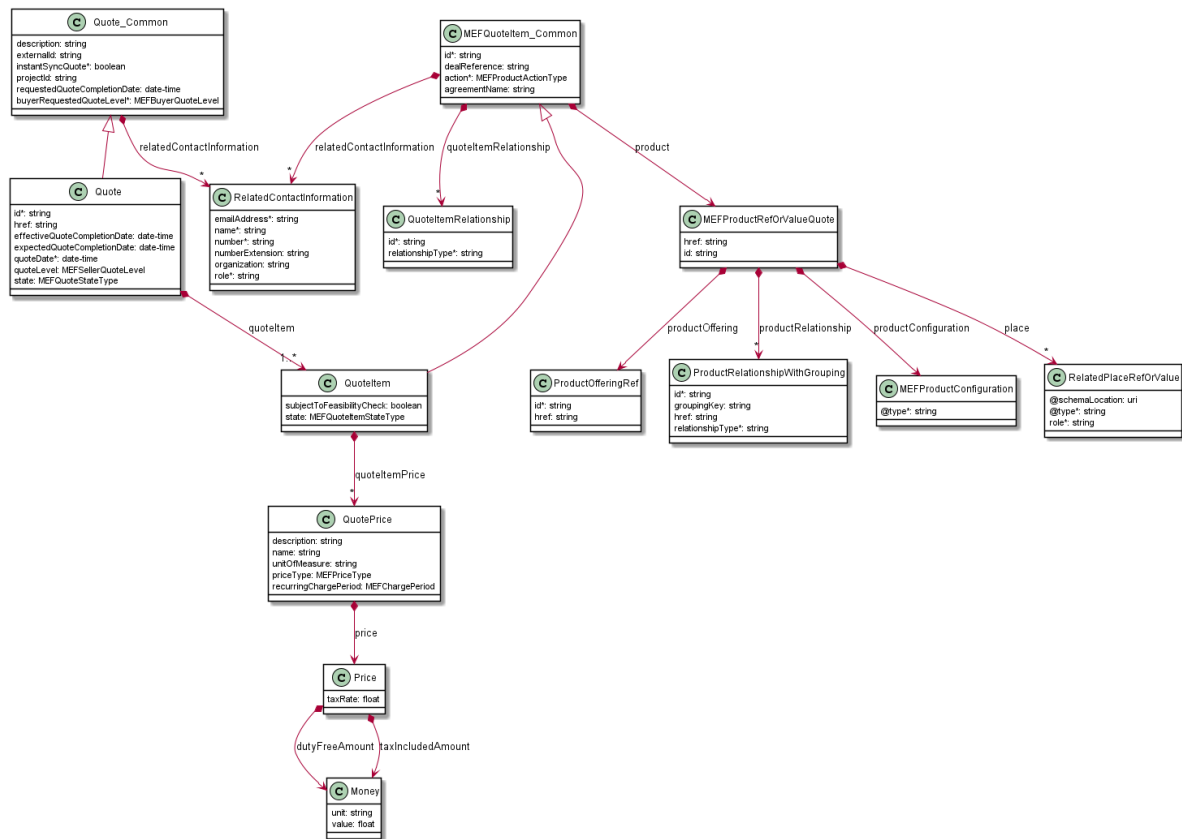 C Quote_Common
description: string
externalId: string
instantSyncQuote*: boolean
projectId: string
requestedQuoteCompletionDate: date-time
buyerRequestedQuoteLevel*: MEFBuyerQuoteLevel
C MEFQuoteItem_Common
id*: string
dealReference: string
action*: MEFProductActionType
agreementName: string
relatedContactInformation
relatedContactInformation
quoteItemRelationship
product
*
*
*
C Quote
id*: string
href: string
effectiveQuoteCompletionDate: date-time
expectedQuoteCompletionDate: date-time
quoteDate*: date-time
quoteLevel: MEFSellerQuoteLevel
state: MEFQuoteStateType
C RelatedContactInformation
emailAddress*: string
name*: string
number*: string
numberExtension: string
organization: string
role*: string
C QuoteItemRelationship
id*: string
relationshipType*: string
C MEFProductRefOrValueQuote
href: string
id: string
quoteItem
1..*
productOffering
productRelationship
*
productConfiguration
place
*
C QuoteItem
subjectToFeasibilityCheck: boolean
state: MEFQuoteItemStateType
C ProductOfferingRef
id*: string
href: string
C ProductRelationshipWithGrouping
id*: string
groupingKey: string
href: string
relationshipType*: string
C MEFProductConfiguration
@type*: string
C RelatedPlaceRefOrValue
@schemaLocation: uri
@type*: string
role*: string
quoteItemPrice
*
C QuotePrice
description: string
name: string
unitOfMeasure: string
priceType: MEFPriceType
recurringChargePeriod: MEFChargePeriod
price
C Price
taxRate: float
dutyFreeAmount
taxIncludedAmount
C Money
unit: string
value: float